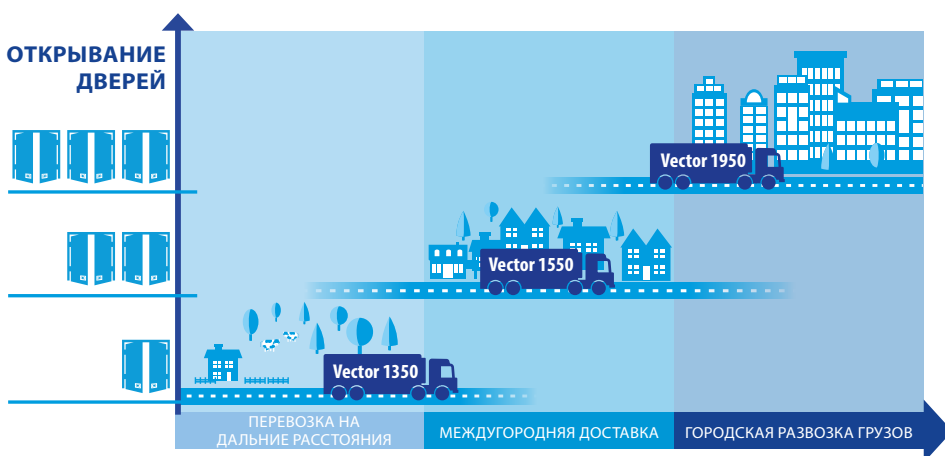 ОТКРЫВАНИЕ
ДВЕРЕЙ
Vector 1950
Vector 1550
Vector 1350
ПЕРЕВОЗКА НА
ДАЛЬНИЕ РАССТОЯНИЯ
МЕЖДУГОРОДНЯЯ ДОСТАВКА
ГОРОДСКАЯ РАЗВОЗКА ГРУЗОВ